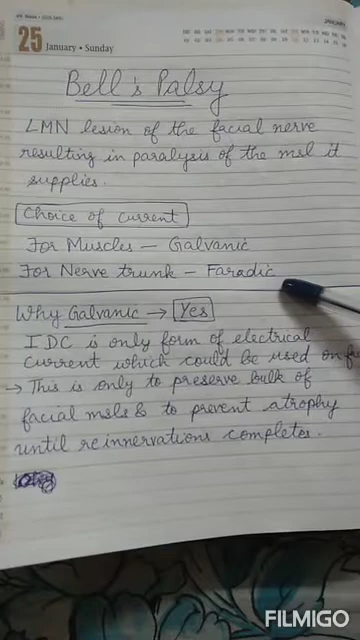 JANUARY
25 January • Sunday
Bell's Palsy
LMN lesion of the facial nerve
resulting in paralysis of the msl it
supplies.
Choice of current
For Muscles — Galvanic
For Nerve trunk — Faradic
Why Galvanic → Yes
IDC is only form of electrical
current which could be used on
→ This is only to preserve bulk of
facial msls & to prevent atrophy
until reinnervations completes.
FILMIGO